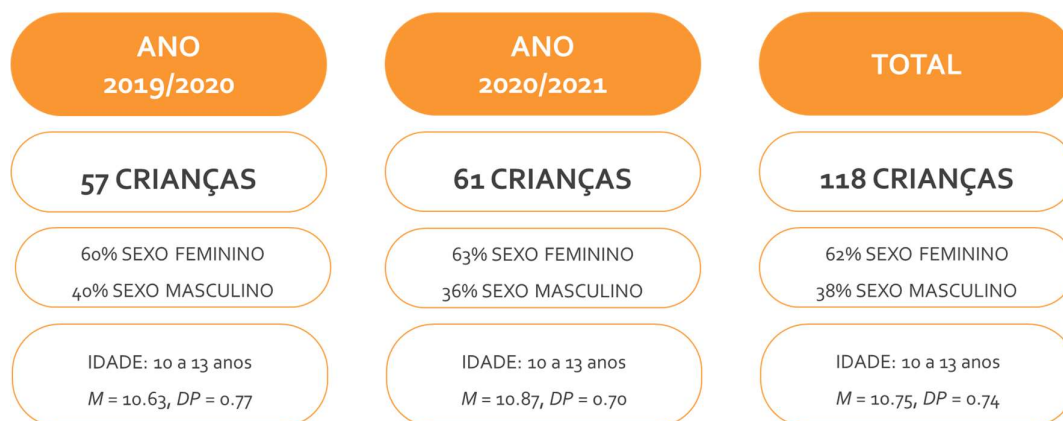 ANO
2019/2020
57 CRIANÇAS
60% SEXO FEMININO
40% SEXO MASCULINO
IDADE: 10 a 13 anos
M = 10.63, DP = 0.77
ANO
2020/2021
61 CRIANÇAS
63% SEXO FEMININO
36% SEXO MASCULINO
IDADE: 10 a 13 anos
M = 10.87, DP = 0.70
TOTAL
118 CRIANÇAS
62% SEXO FEMININO
38% SEXO MASCULINO
IDADE: 10 a 13 anos
M = 10.75, DP = 0.74